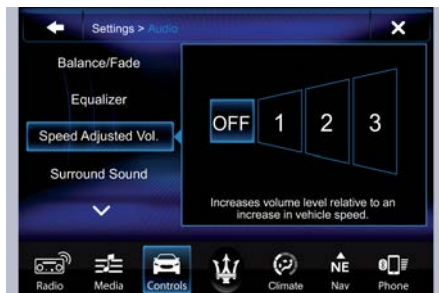 Settings > Audio
Balance/Fade
Equalizer
Speed Adjusted Vol.
Surround Sound
OFF 1 2 3
Increases volume level relative to an
increase in vehicle speed.
Radio Media Controls Climate NE Nav Phone